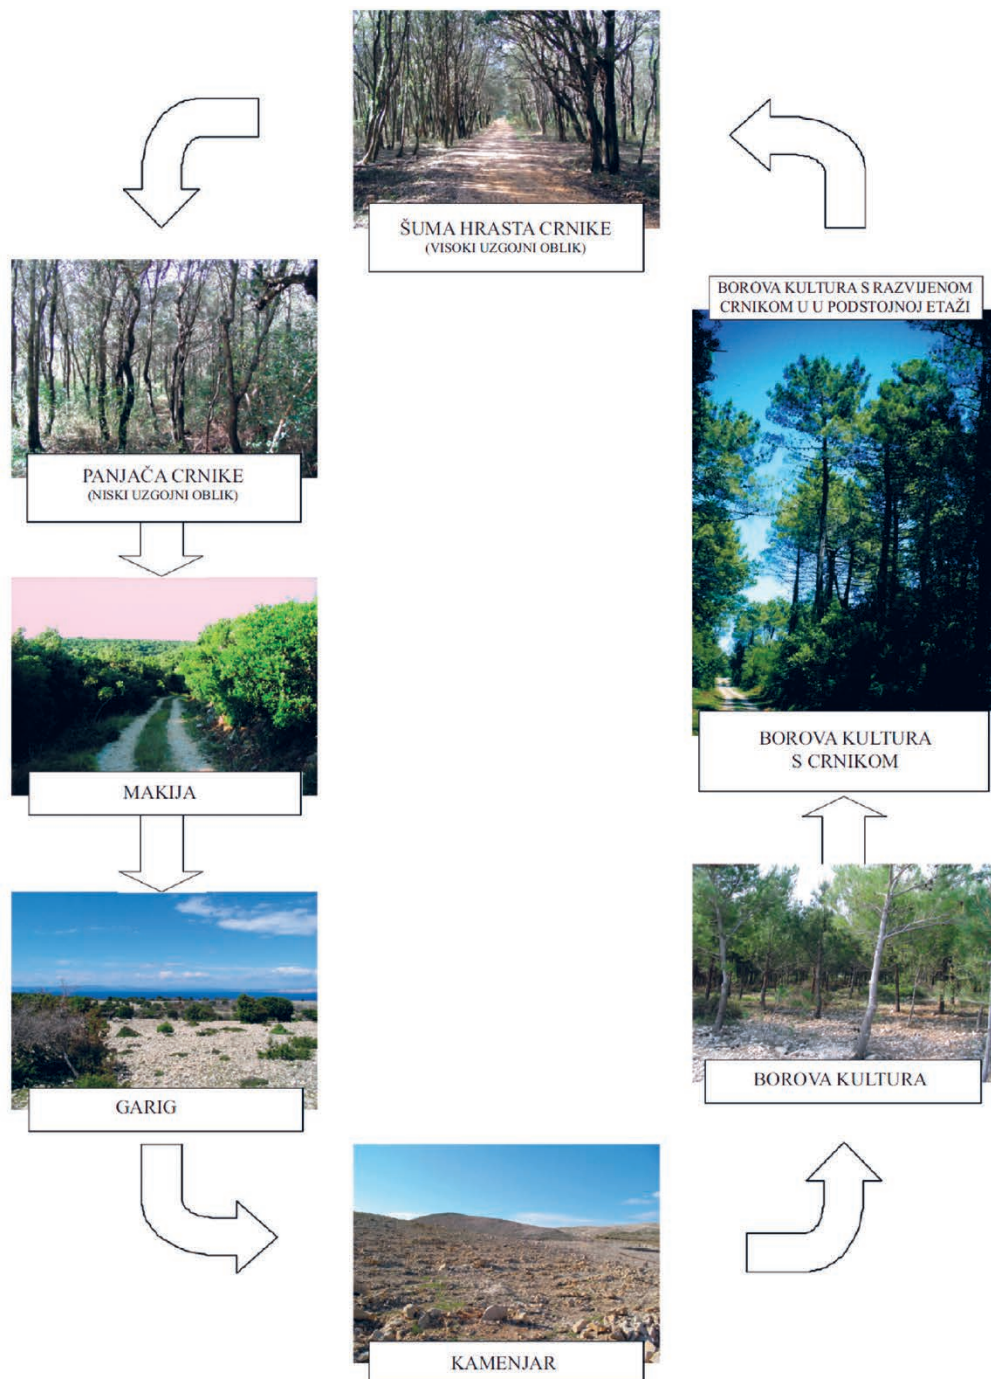 ŠUMA HRASTA CRNIKE
(VISOKI UZGOJNI OBLIK)
PANJAČA CRNIKE
(NISKI UZGOJNI OBLIK)
MAKIJA
GARIG
KAMENJAR
BOROVA KULTURA
BOROVA KULTURA
S CRNIKOM
BOROVA KULTURA S RAZVIJENOM
CRNIKOM U U PODSTOJNOJ ETAŽI